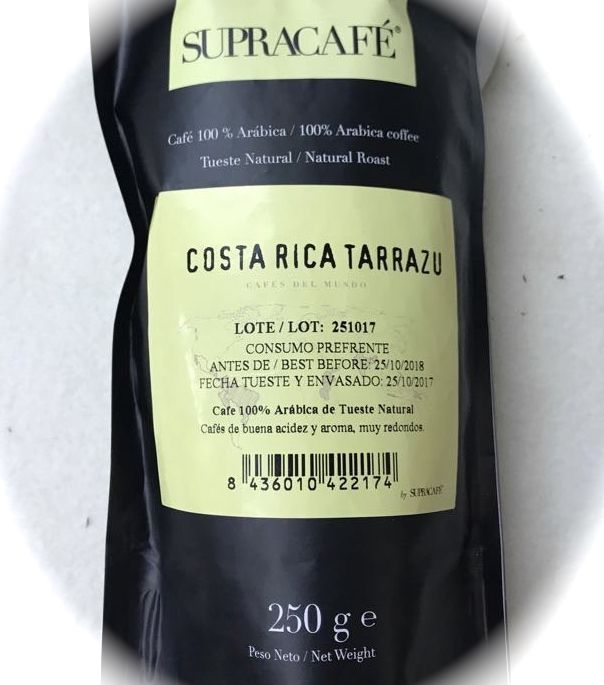 SUPRACAFÉ®
Café 100 % Arábica / 100% Arabica coffee
Tueste Natural / Natural Roast
COSTA RICA TARRAZU
CAFÉS DEL MUNDO
LOTE / LOT: 251017
CONSUMO PREFRENTE
ANTES DE / BEST BEFORE: 25/10/2018
FECHA TUESTE Y ENVASADO: 25/10/2017
Cafe 100% Arábica de Tueste Natural
Cafés de buena acidez y aroma, muy redondos.
8 436010 422174
by SUPRACAFÉ
250 g e
Peso Neto / Net Weight